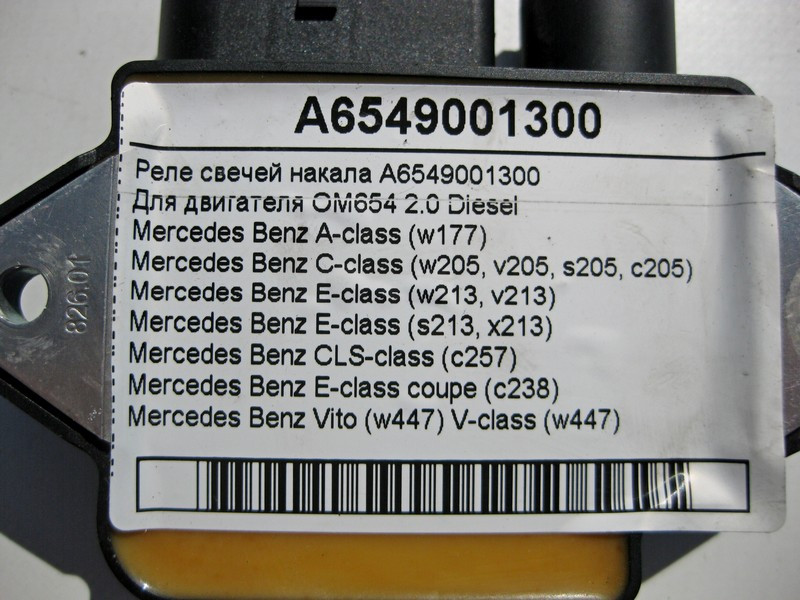 A6549001300
Реле свечей накала A6549001300
Для двигателя OM654 2.0 Diesel
Mercedes Benz A-class (w177)
Mercedes Benz C-class (w205, v205, s205, c205)
Mercedes Benz E-class (w213, v213)
Mercedes Benz E-class (s213, x213)
Mercedes Benz CLS-class (c257)
Mercedes Benz E-class coupe (c238)
Mercedes Benz Vito (w447) V-class (w447)
826.01